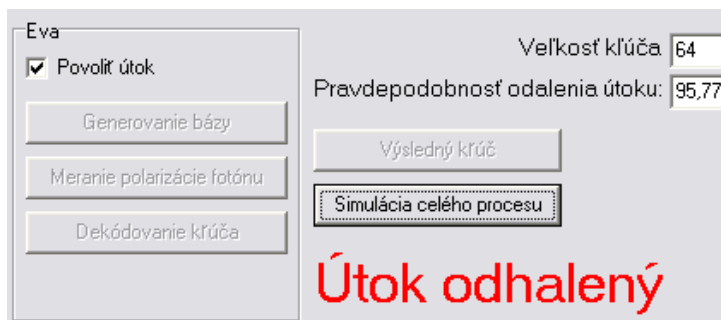 Eva
Povoliť útok
Generovanie bázy
Meranie polarizácie fotónu
Dekódovanie kľúča
Veľkosť kľúča 64
Pravdepodobnosť odalenia útoku: 95,77
Výsledný kľúč
Simulácia celého procesu
Útok odhalený